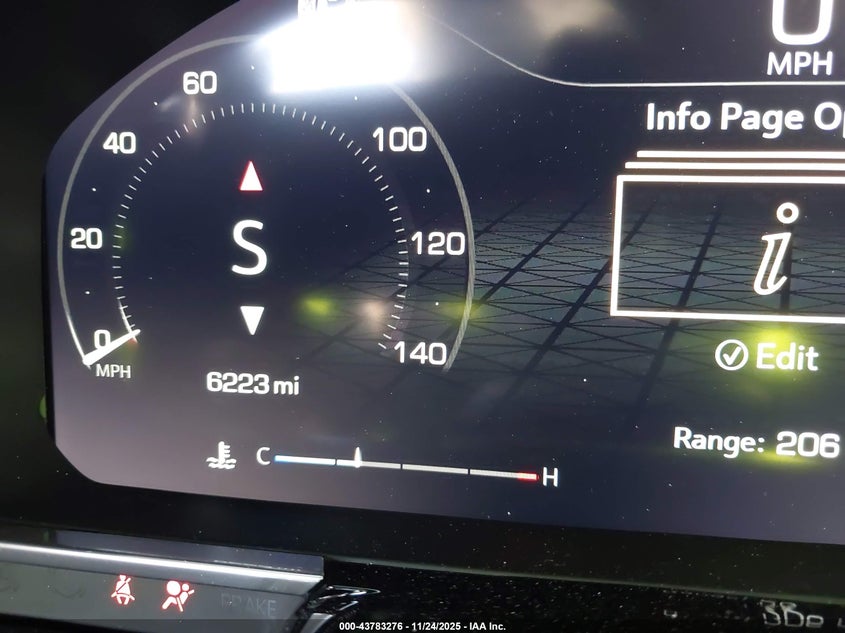 0
MPH
60
40
100
Info Page Op
S
20
120
0
MPH
140
Edit
6223 mi
Range: 206
C
H
BRAKE
000-43783276 - 11/24/2025 - IAA Inc.